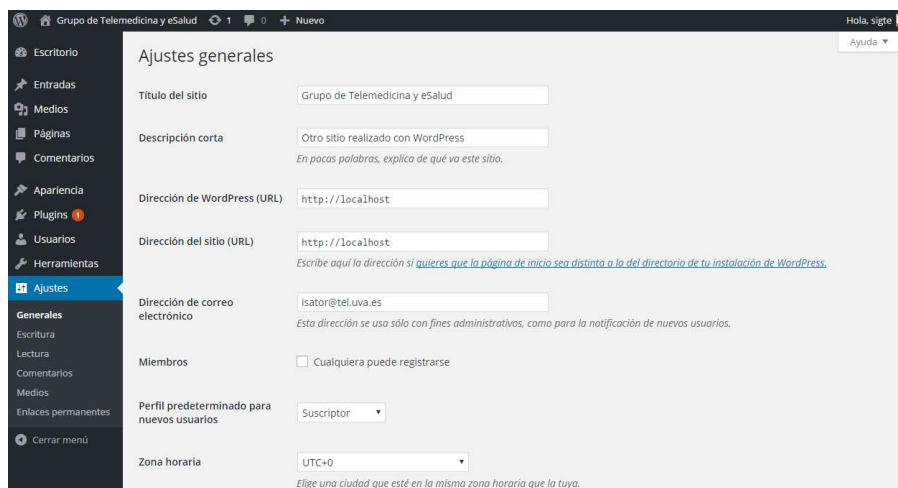 Grupo de Telemedicina y eSalud 1 0 + Nuevo Hola, sigte
Ayuda ▼
Escritorio
Entradas
Medios
Páginas
Comentarios
Apariencia
Plugins 1
Usuarios
Herramientas
Ajustes
Generales
Escritura
Lectura
Comentarios
Medios
Enlaces permanentes
Cerrar menú
Ajustes generales
Título del sitio Grupo de Telemedicina y eSalud
Descripción corta Otro sitio realizado con WordPress
En pocas palabras, explica de qué va este sitio.
Dirección de WordPress (URL) http://localhost
Dirección del sitio (URL) http://localhost
Escribe aquí la dirección si quieres que la página de inicio sea distinta a la del directorio de tu instalación de WordPress.
Dirección de correo
electrónico
isator@tel.uva.es
Esta dirección se usa sólo con fines administrativos, como para la notificación de nuevos usuarios.
Miembros Cualquiera puede registrarse
Perfil predeterminado para
nuevos usuarios
Suscriptor
Zona horaria UTC+0
Elige una ciudad que esté en la misma zona horaria que la tuya.